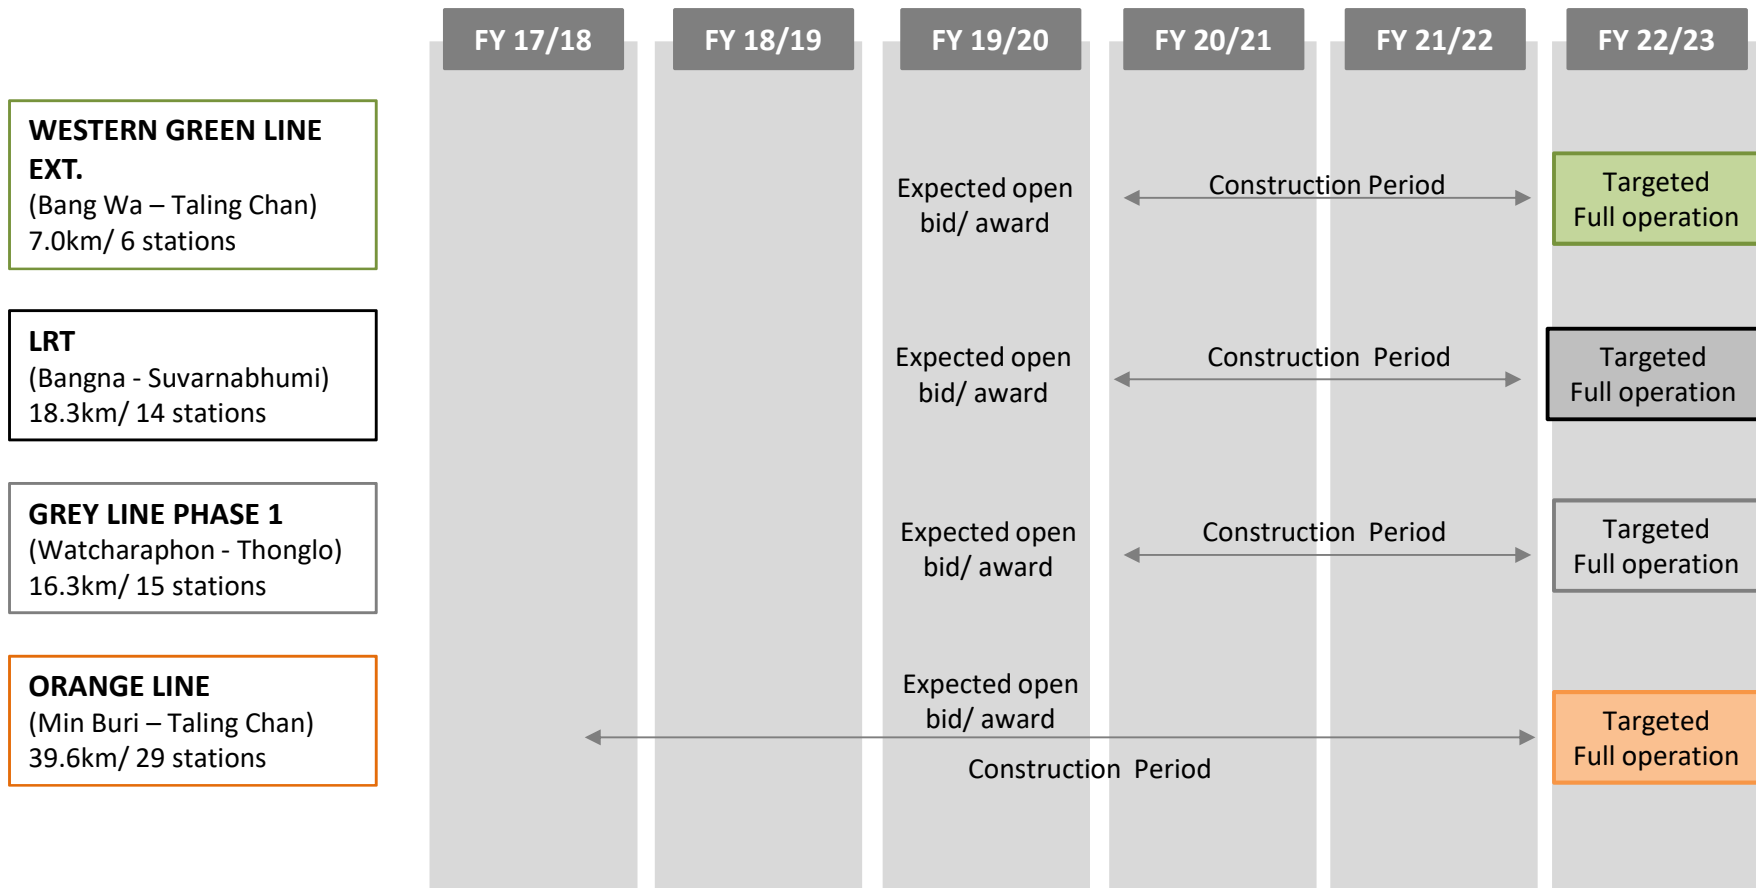 FY 17/18
FY 18/19
FY 19/20
FY 20/21
FY 21/22
FY 22/23
WESTERN GREEN LINE
EXT.
(Bang Wa – Taling Chan)
7.0km/ 6 stations
Expected open
bid/ award
Construction Period
Targeted
Full operation
LRT
(Bangna - Suvarnabhumi)
18.3km/ 14 stations
Expected open
bid/ award
Construction Period
Targeted
Full operation
GREY LINE PHASE 1
(Watcharaphon - Thonglo)
16.3km/ 15 stations
Expected open
bid/ award
Construction Period
Targeted
Full operation
ORANGE LINE
(Min Buri – Taling Chan)
39.6km/ 29 stations
Expected open
bid/ award
Construction Period
Targeted
Full operation